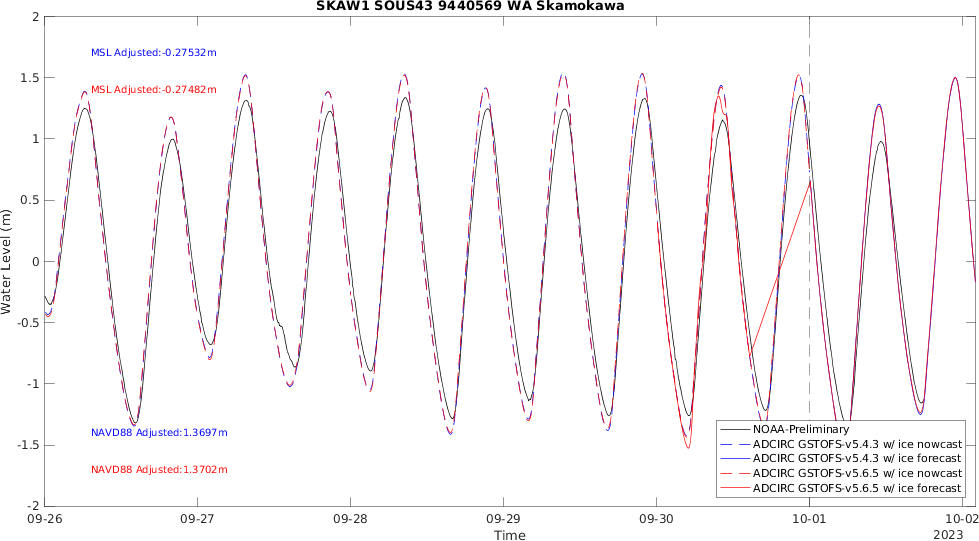 SKAW1 SOUS43 9440569 WA Skamokawa
2
1.5
1
0.5
0
-0.5
-1
-1.5
-2
Water Level (m)
MSL Adjusted:-0.27532m
MSL Adjusted:-0.27482m
NAVD88 Adjusted:1.3697m
NAVD88 Adjusted:1.3702m
NOAA-Preliminary
ADCIRC GSTOFS-v5.4.3 w/ ice nowcast
ADCIRC GSTOFS-v5.4.3 w/ ice forecast
ADCIRC GSTOFS-v5.6.5 w/ ice nowcast
ADCIRC GSTOFS-v5.6.5 w/ ice forecast
09-26 09-27 09-28 09-29 09-30 10-01 10-02
Time
2023